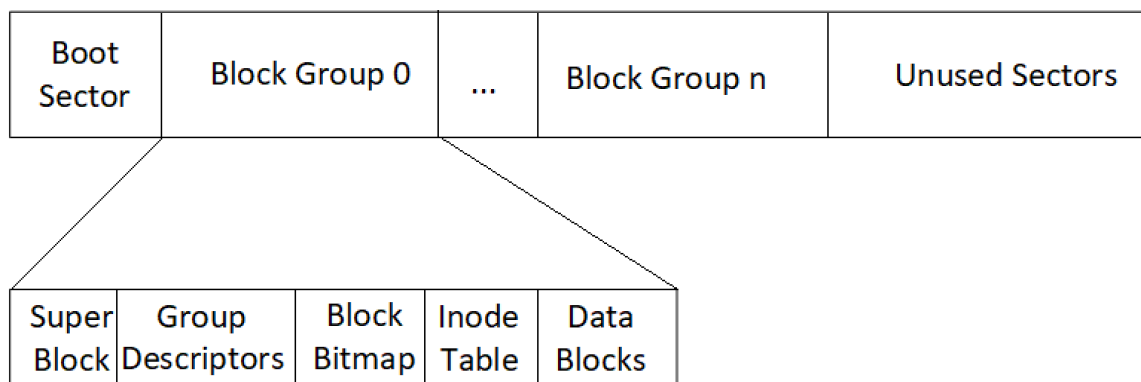 Boot
Sector
Block Group 0
...
Block Group n
Unused Sectors
Super
Block
Group
Descriptors
Block
Bitmap
Inode
Table
Data
Blocks